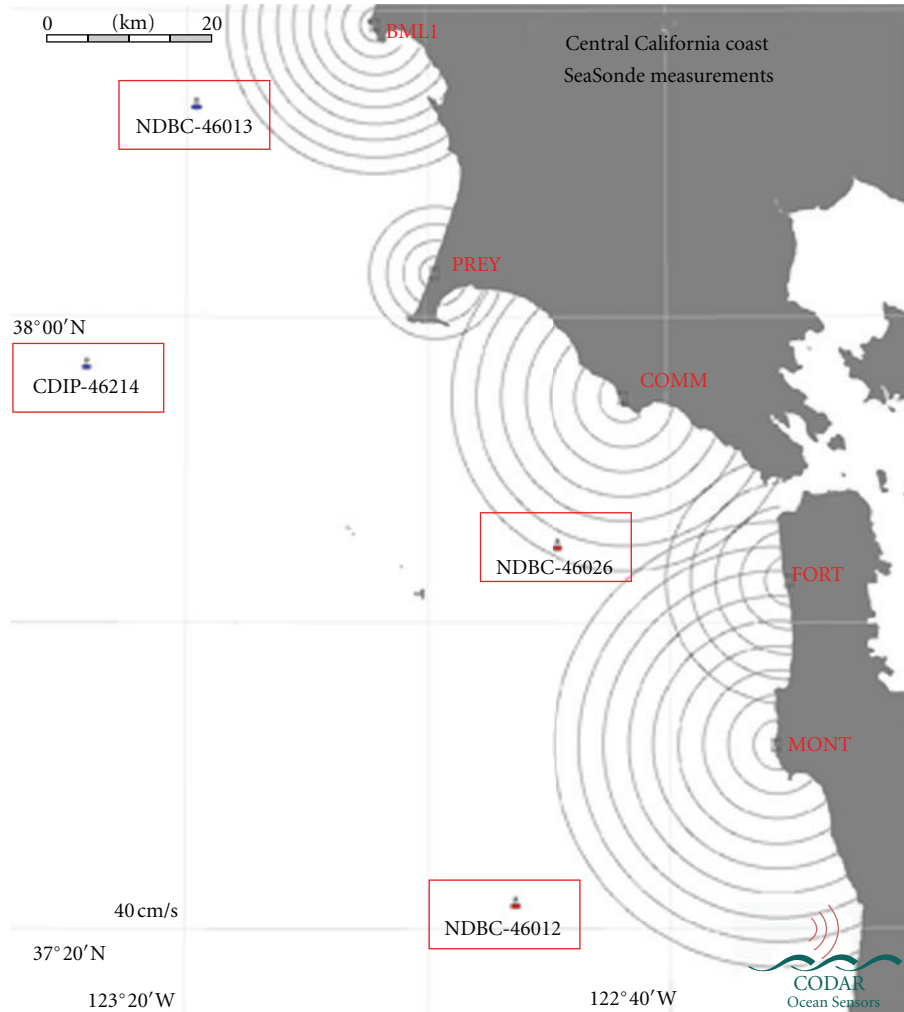 0 (km) 20
BML1
Central California coast
SeaSonde measurements
NDBC-46013
PREY
38°00′N
CDIP-46214
COMM
NDBC-46026
FORT
MONT
40 cm/s
NDBC-46012
37°20′N
123°20′W
122°40′W
CODAR
Ocean Sensors